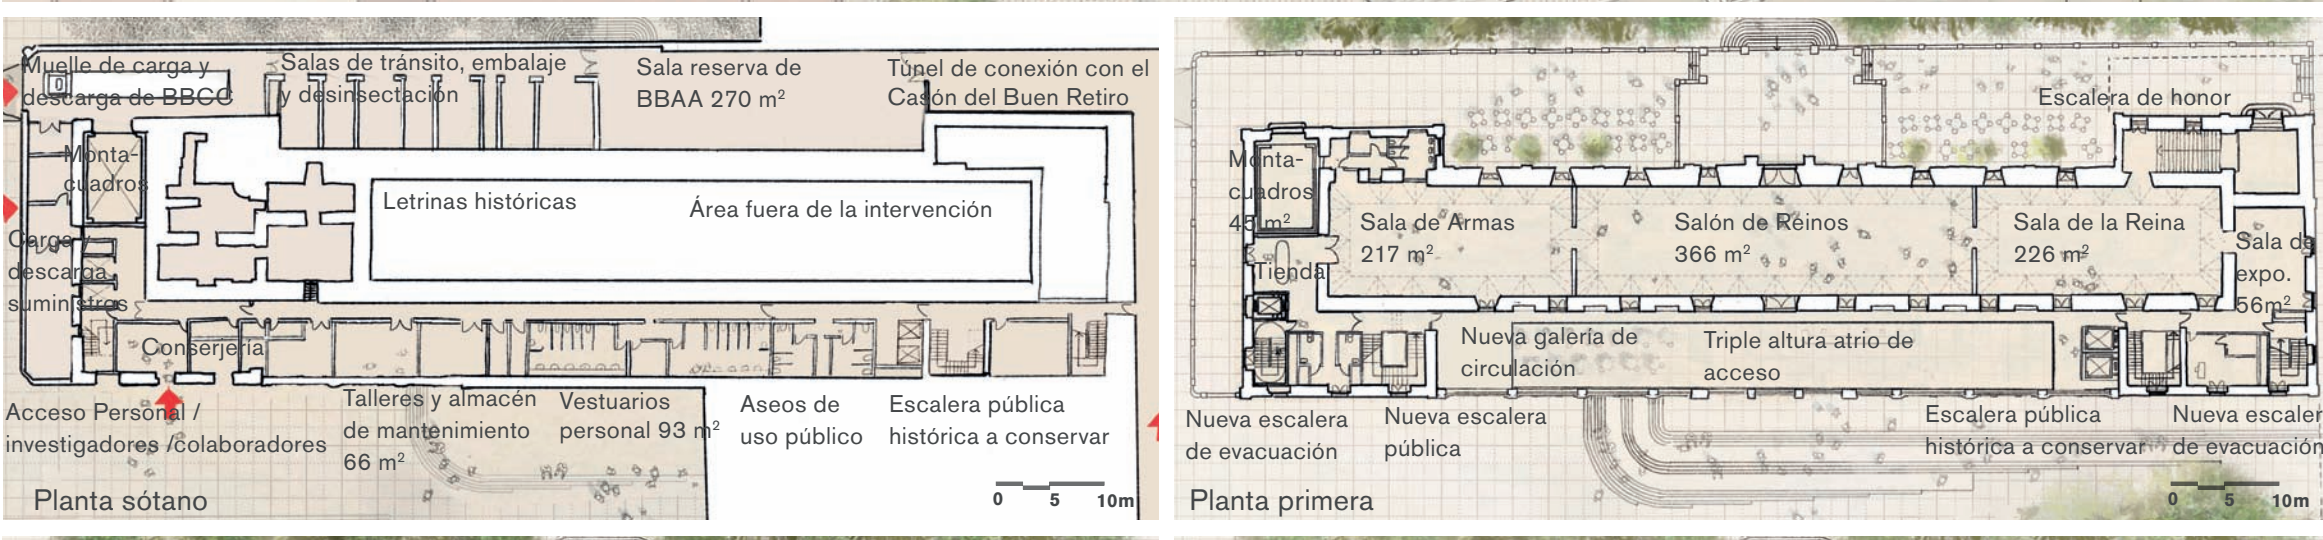 Muelle de carga y
descarga de BBCC
Salas de tránsito, embalaje
y desinsectación
Sala reserva de
BBAA 270 m²
Túnel de conexión con el
Casón del Buen Retiro
Monta-
cuadros
Letrinas históricas
Área fuera de la intervención
Carga y
descarga
suministros
Conserjería
Acceso Personal /
investigadores /colaboradores
Talleres y almacén
de mantenimiento
66 m²
Vestuarios
personal 93 m²
Aseos de
uso público
Escalera pública
histórica a conservar
Planta sótano
0 5 10m
Escalera de honor
Monta-
cuadros
45 m²
Sala de Armas
217 m²
Salón de Reinos
366 m²
Sala de la Reina
226 m²
Sala de
expo.
56m²
Tienda
Nueva galería de
circulación
Triple altura atrio de
acceso
Nueva escalera
de evacuación
Nueva escalera
pública
Escalera pública
histórica a conservar
Nueva escaler
de evacuación
Planta primera
0 5 10m